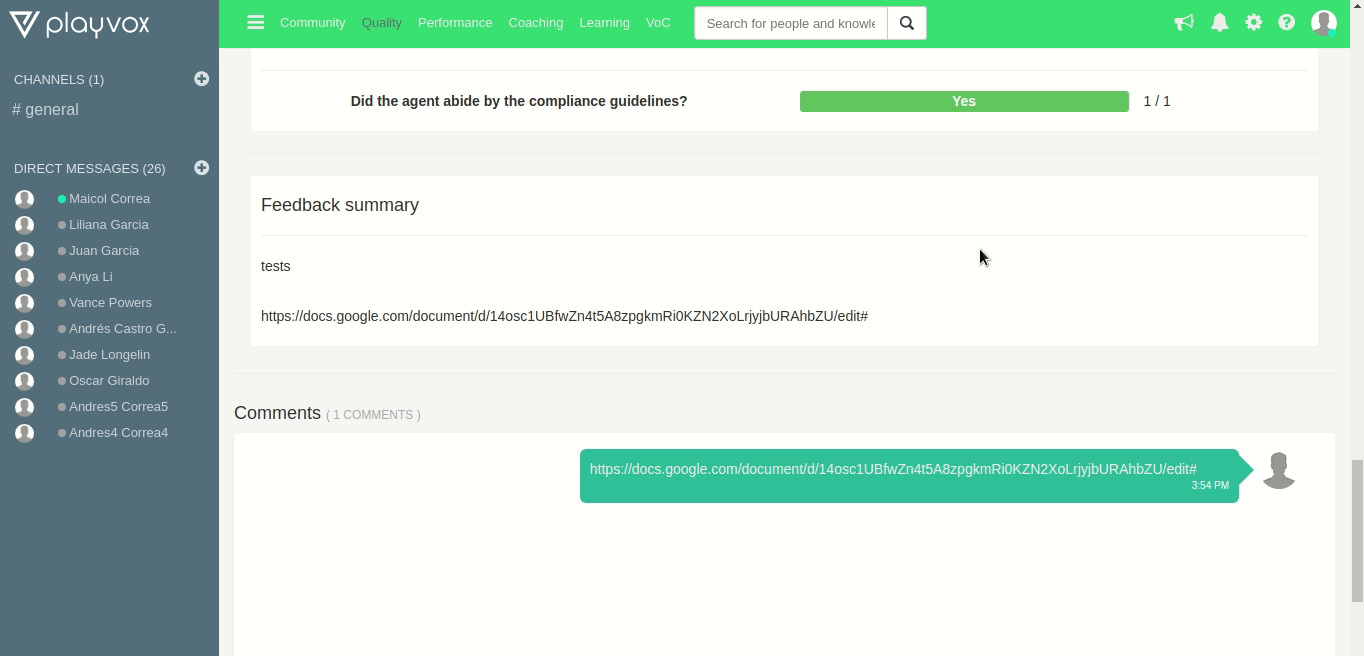 playvox
Community Quality Performance Coaching Learning VoC
Search for people and knowle
CHANNELS (1)
# general
DIRECT MESSAGES (26)
Maicol Correa
Liliana Garcia
Juan Garcia
Anya Li
Vance Powers
Andrés Castro G...
Jade Longelin
Oscar Giraldo
Andres5 Correa5
Andres4 Correa4
Did the agent abide by the compliance guidelines? Yes 1 / 1
Feedback summary
tests
https://docs.google.com/document/d/14osc1UBfwZn4t5A8zpgkmRi0KZN2XoLrjyjbURAhbZU/edit#
Comments ( 1 COMMENTS )
https://docs.google.com/document/d/14osc1UBfwZn4t5A8zpgkmRi0KZN2XoLrjyjbURAhbZU/edit#
3:54 PM